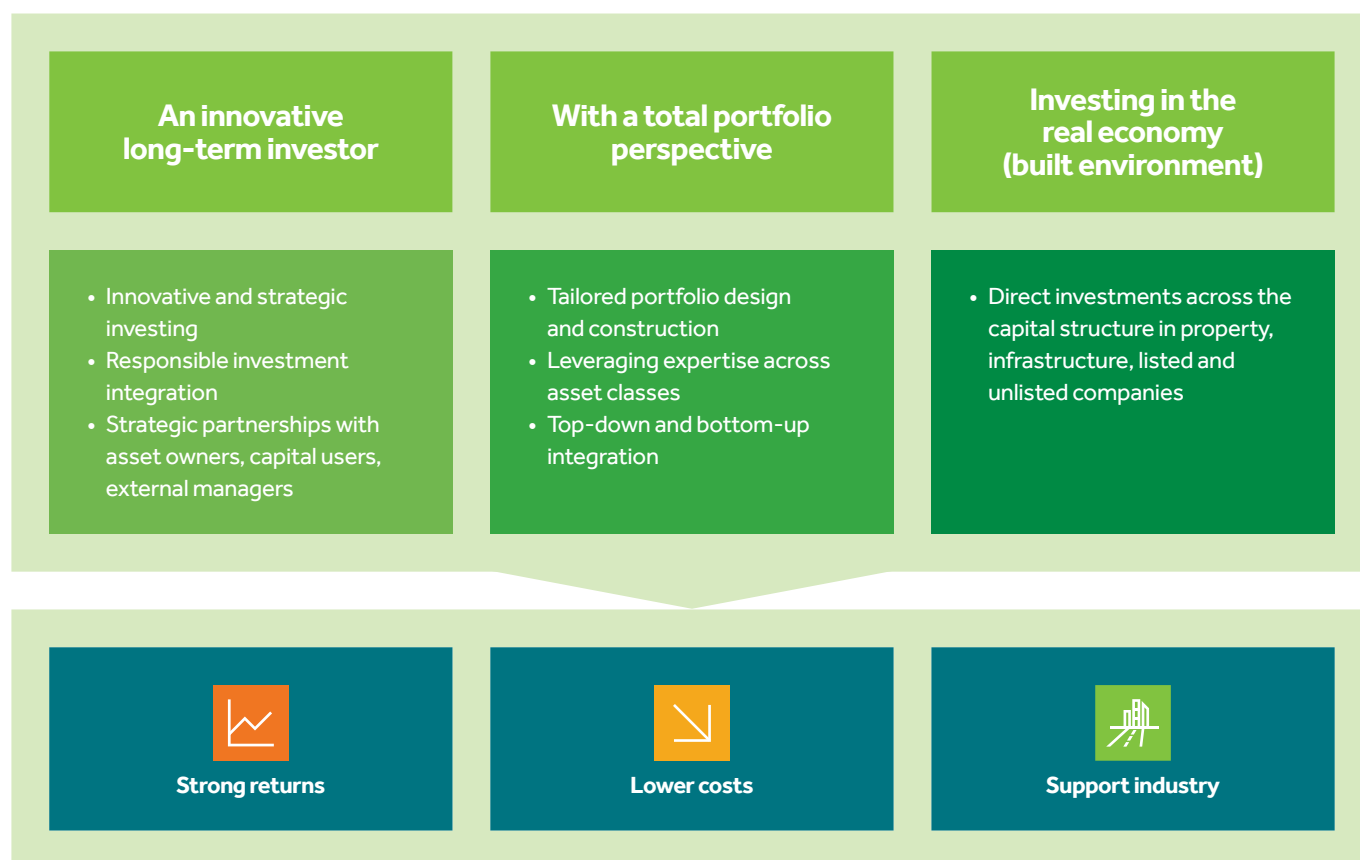 An innovative
long-term investor
With a total portfolio
perspective
Investing in the
real economy
(built environment)
• Innovative and strategic
investing
• Responsible investment
integration
• Strategic partnerships with
asset owners, capital users,
external managers
• Tailored portfolio design
and construction
• Leveraging expertise across
asset classes
• Top-down and bottom-up
integration
• Direct investments across the
capital structure in property,
infrastructure, listed and
unlisted companies
Strong returns
Lower costs
Support industry